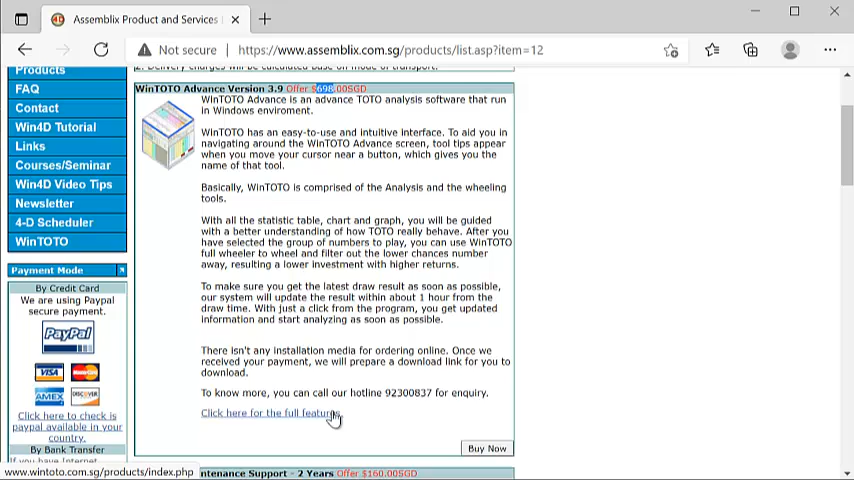 Assemblix Product and Services
Not secure
https://www.assemblix.com.sg/products/list.asp?item=12
Products
FAQ
Contact
Win4D Tutorial
Links
Courses/Seminar
Win4D Video Tips
Newsletter
4-D Scheduler
WinTOTO
Payment Mode
By Credit Card
We are using Paypal
secure payment.
PayPal
VISA
MasterCard
AMEX
DISCOVER
Click here to check is
paypal available in your
country.
By Bank Transfer
If you have Internet
2. Delivery charges will be calculated base on mode of transport.
WinTOTO Advance Version 3.9 Offer $698.00SGD
WinTOTO Advance is an advance TOTO analysis software that run
in Windows enviroment.
WinTOTO has an easy-to-use and intuitive interface. To aid you in
navigating around the WinTOTO Advance screen, tool tips appear
when you move your cursor near a button, which gives you the
name of that tool.
Basically, WinTOTO is comprised of the Analysis and the wheeling
tools.
With all the statistic table, chart and graph, you will be guided
with a better understanding of how TOTO really behave. After you
have selected the group of numbers to play, you can use WinTOTO
full wheeler to wheel and filter out the lower chances number
away, resulting a lower investment with higher returns.
To make sure you get the latest draw result as soon as possible,
our system will update the result within about 1 hour from the
draw time. With just a click from the program, you get updated
information and start analyzing as soon as possible.
There isn't any installation media for ordering online. Once we
received your payment, we will prepare a download link for you to
download.
To know more, you can call our hotline 92300837 for enquiry.
Click here for the full features
Buy Now
www.wintoto.com.sg/products/index.php
ntenance Support - 2 Years Offer $160.00SGD